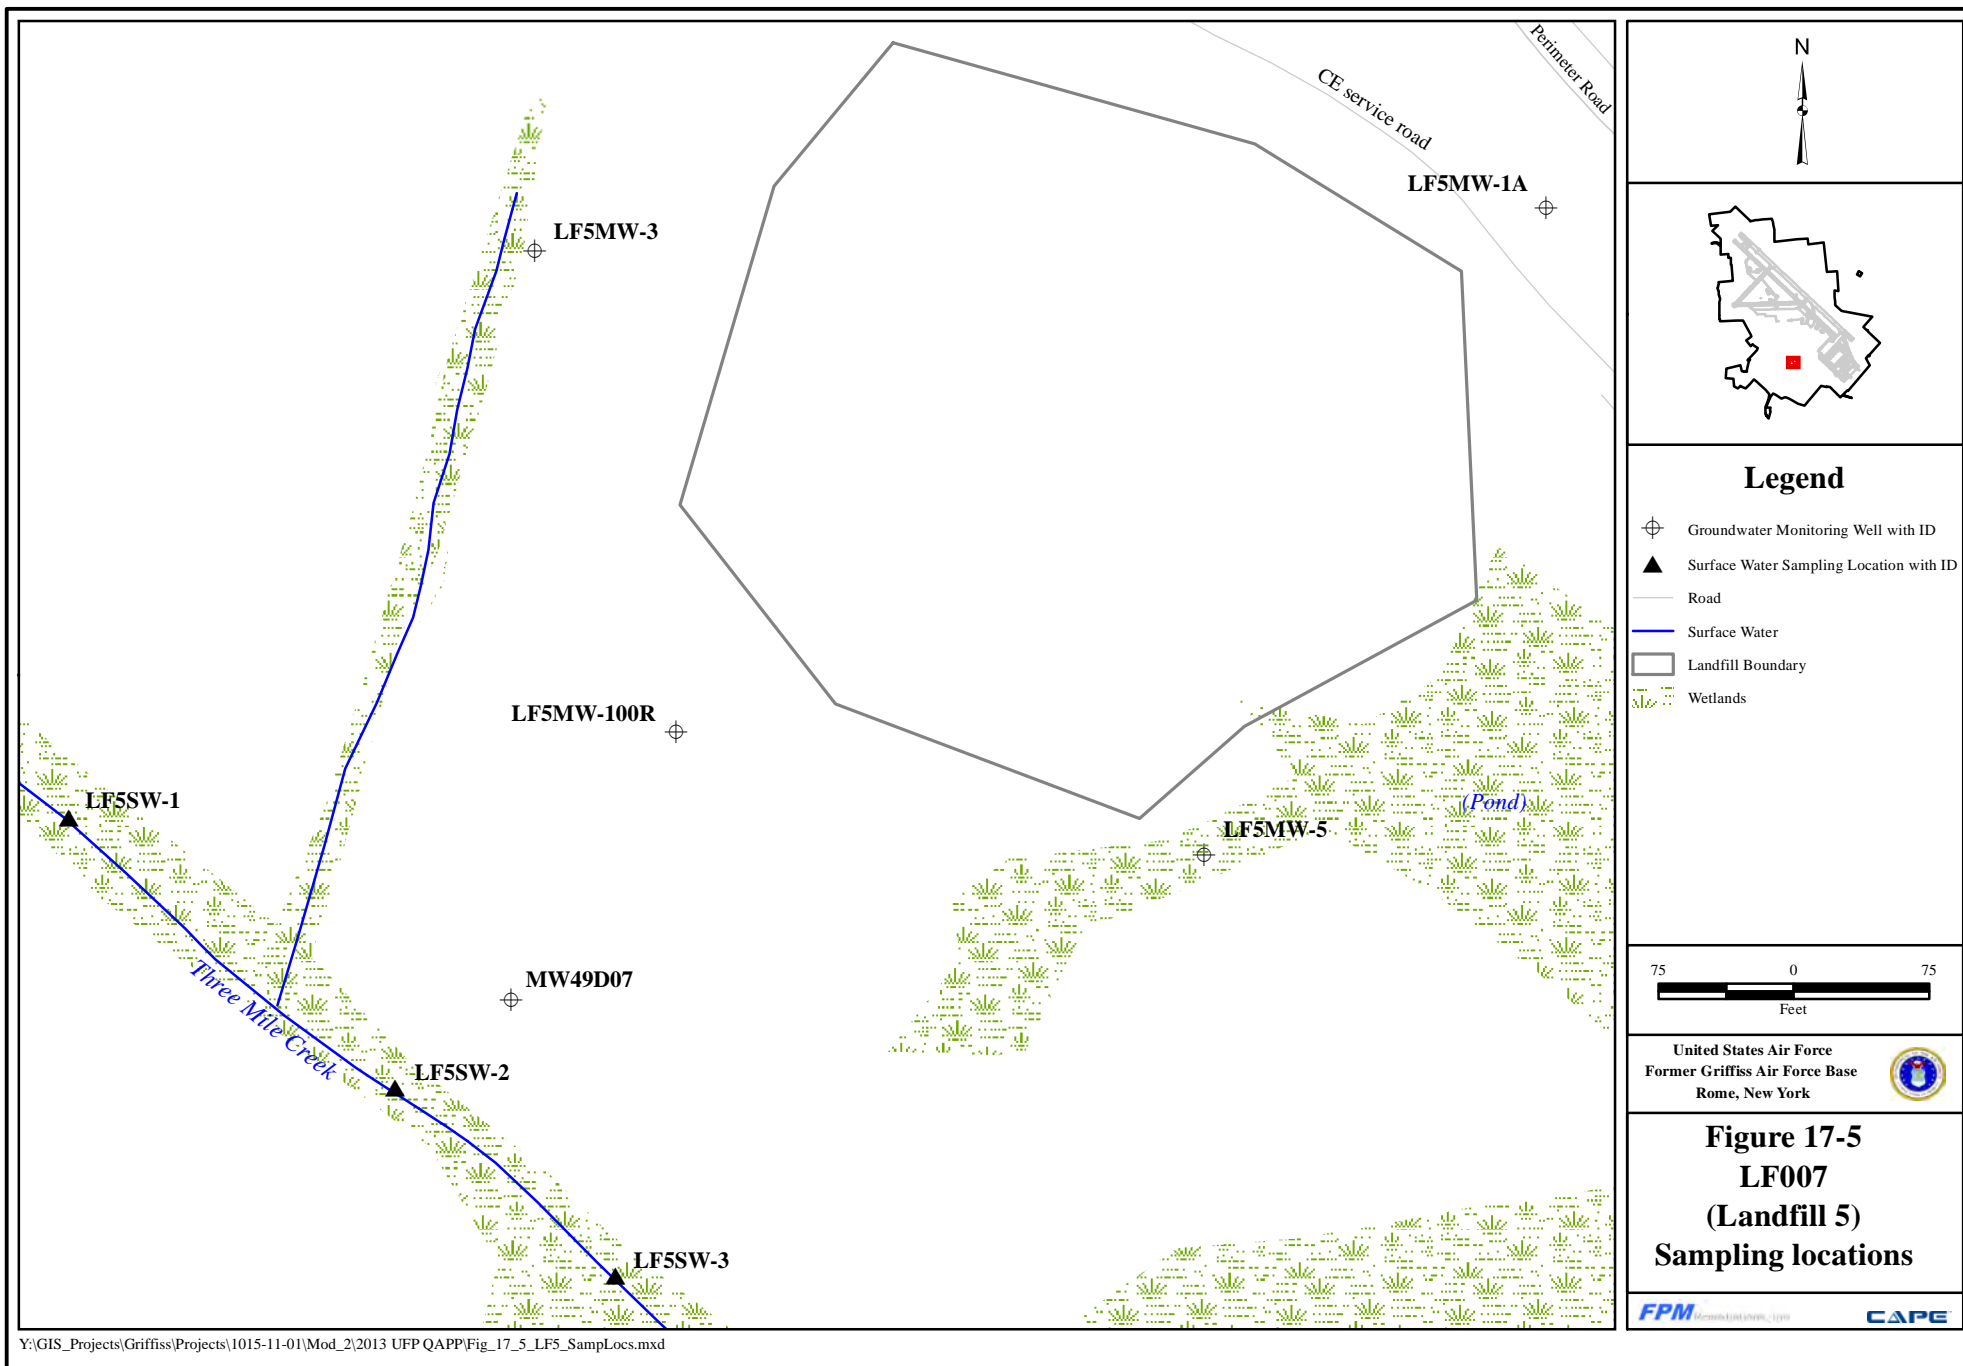 Perimeter Road
CE service road
LF5MW-1A
LF5MW-3
LF5MW-100R
LF5SW-1
(Pond)
LF5MW-5
Three Mile Creek
MW49D07
LF5SW-2
LF5SW-3
N
Legend
Groundwater Monitoring Well with ID
Surface Water Sampling Location with ID
Road
Surface Water
Landfill Boundary
Wetlands
75 0 75
Feet
United States Air Force
Former Griffiss Air Force Base
Rome, New York
Figure 17-5
LF007
(Landfill 5)
Sampling locations
FPM
CAPE
Y:\GIS_Projects\Griffiss\Projects\1015-11-01\Mod_2\2013 UFP QAPP\Fig_17_5_LF5_SampLocs.mxd